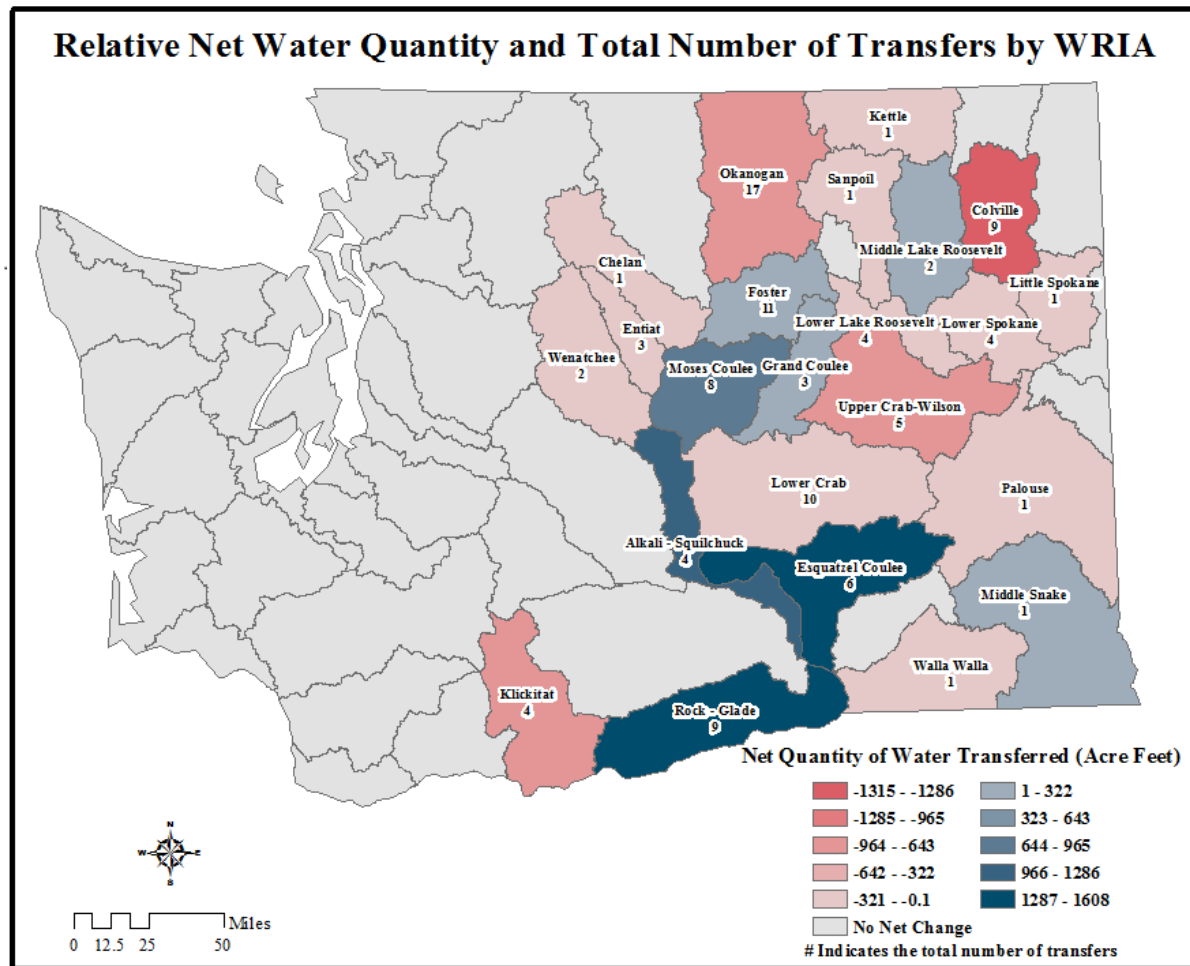 Relative Net Water Quantity and Total Number of Transfers by WRIA
Kettle
1
Okanogan
17
Sanpoil
1
Colville
9
Middle Lake Roosevelt
2
Chelan
1
Little Spokane
1
Foster
11
Entiat
3
Lower Lake Roosevelt
4
Lower Spokane
4
Wenatchee
2
Moses Coulee
8
Grand Coulee
3
Upper Crab-Wilson
5
Lower Crab
10
Palouse
1
Alkali - Squilchuck
4
Esquatzel Coulee
6
Middle Snake
1
Walla Walla
1
Klickitat
4
Rock - Glade
9
Net Quantity of Water Transferred (Acre Feet)
-1315 - -1286
-1285 - -965
-964 - -643
-642 - -322
-321 - -0.1
No Net Change
1 - 322
323 - 643
644 - 965
966 - 1286
1287 - 1608
# Indicates the total number of transfers
N
W E
S
Miles
0 12.5 25 50